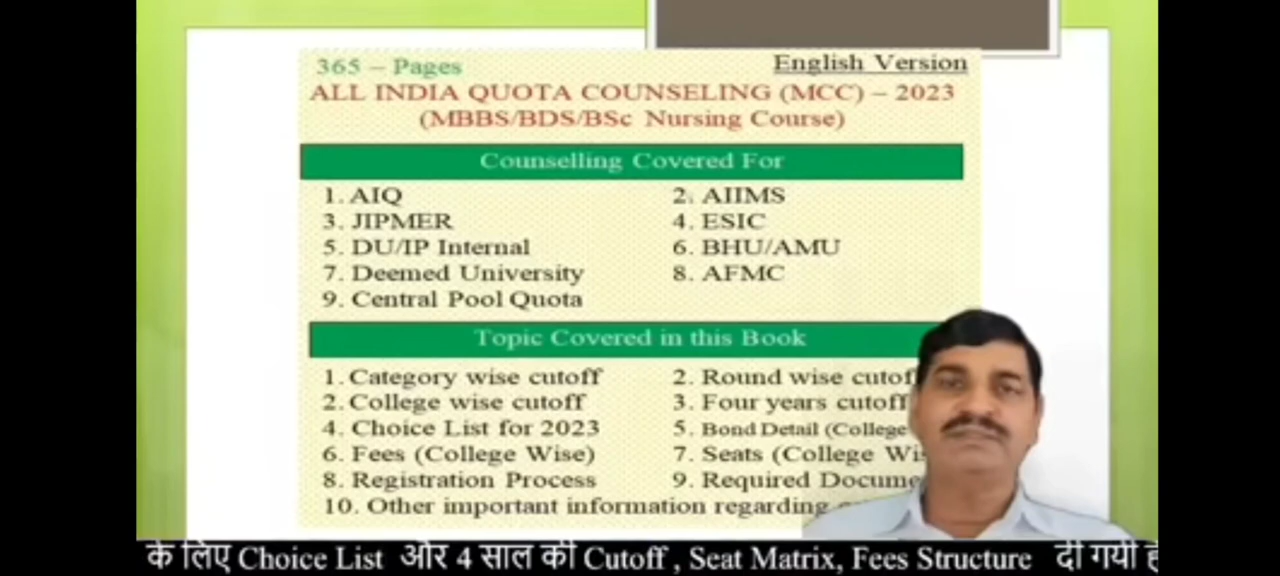 365 – Pages English Version
ALL INDIA QUOTA COUNSELING (MCC) – 2023
(MBBS/BDS/BSc Nursing Course)
Counselling Covered For
1. AIQ 2. AIIMS
3. JIPMER 4. ESIC
5. DU/IP Internal 6. BHU/AMU
7. Deemed University 8. AFMC
9. Central Pool Quota
Topic Covered in this Book
1. Category wise cutoff 2. Round wise cutof
2. College wise cutoff 3. Four years cutoff
4. Choice List for 2023 5. Bond Detail (College
6. Fees (College Wise) 7. Seats (College Wis
8. Registration Process 9. Required Docume
10. Other important information regarding
के लिए Choice List और 4 साल की Cutoff , Seat Matrix, Fees Structure दी गयी है